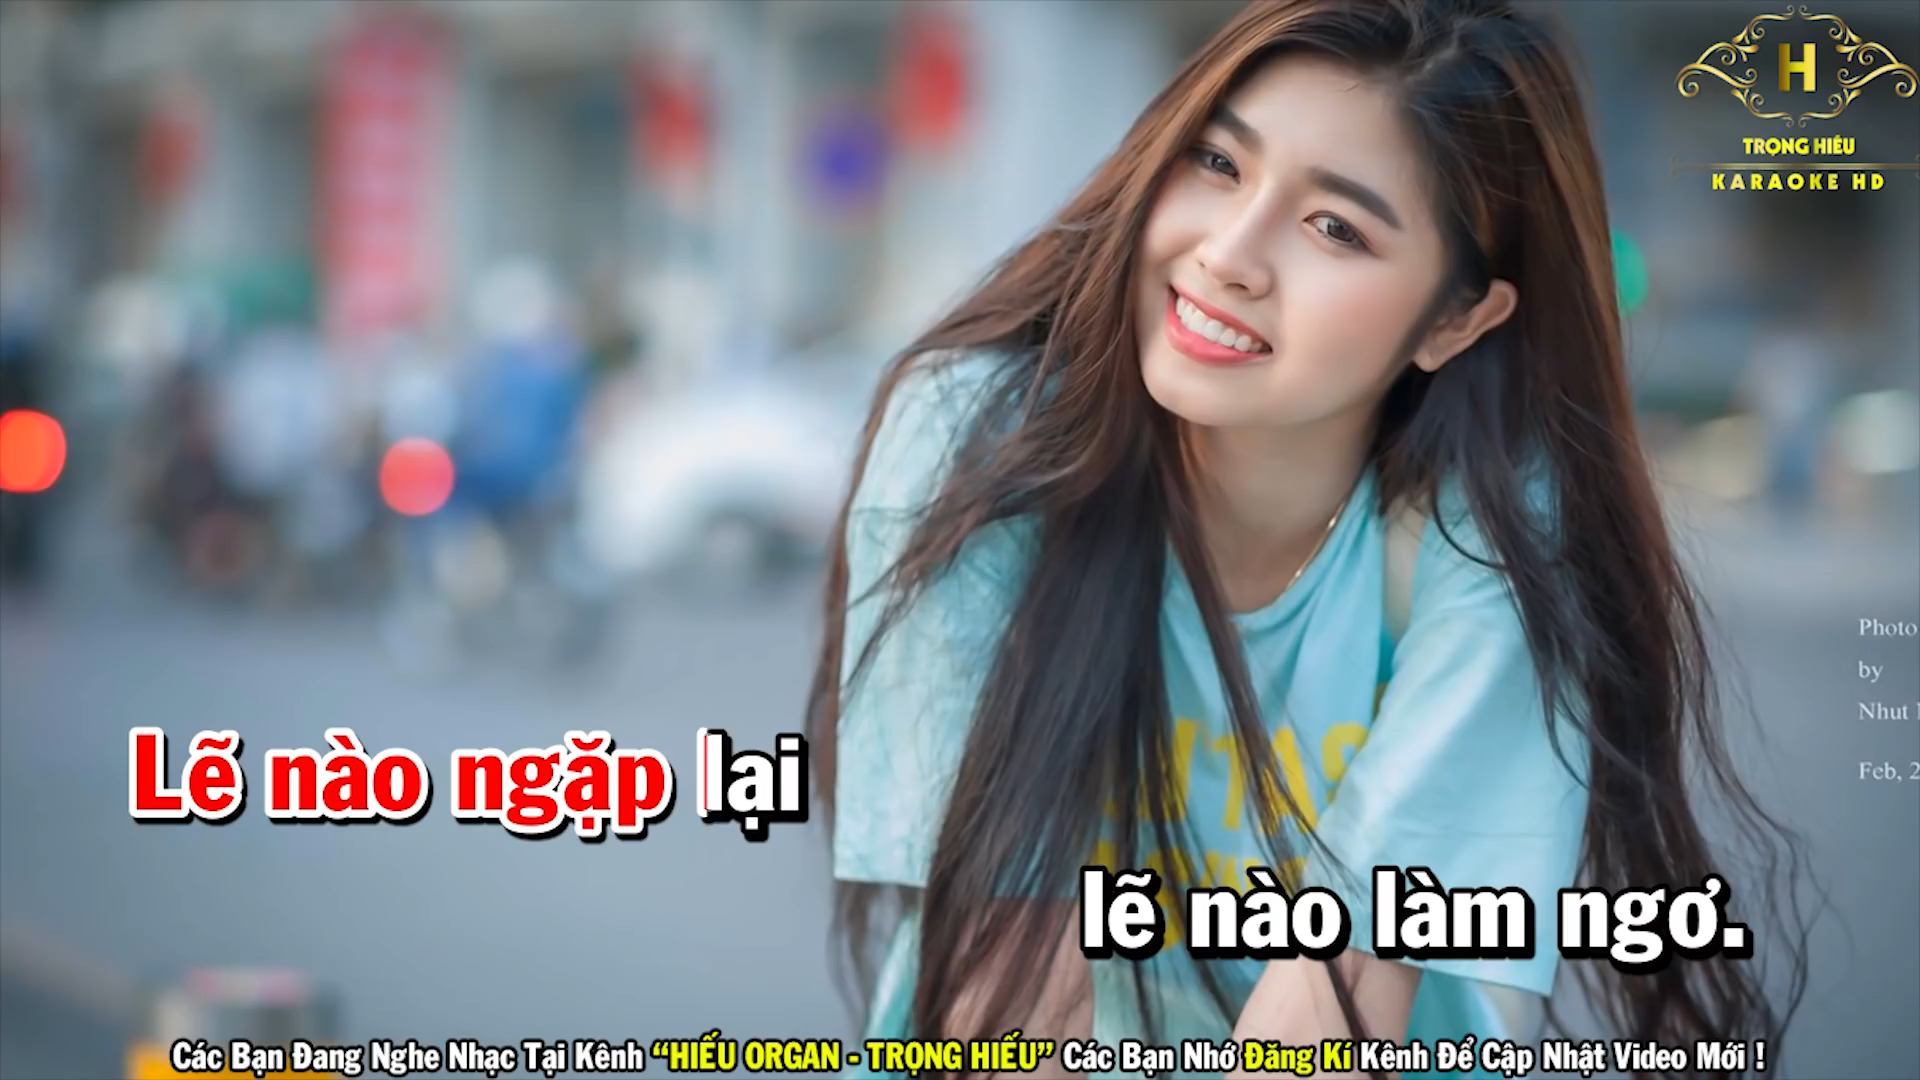 H
TRỌNG HIẾU
KARAOKE HD
Photo
by
Nhut
Feb, 2
Lẽ nào ngặp lại
lẽ nào làm ngơ.
Các Bạn Đang Nghe Nhạc Tại Kênh “HIẾU ORGAN - TRỌNG HIẾU” Các Bạn Nhớ Đăng Kí Kênh Để Cập Nhật Video Mới !